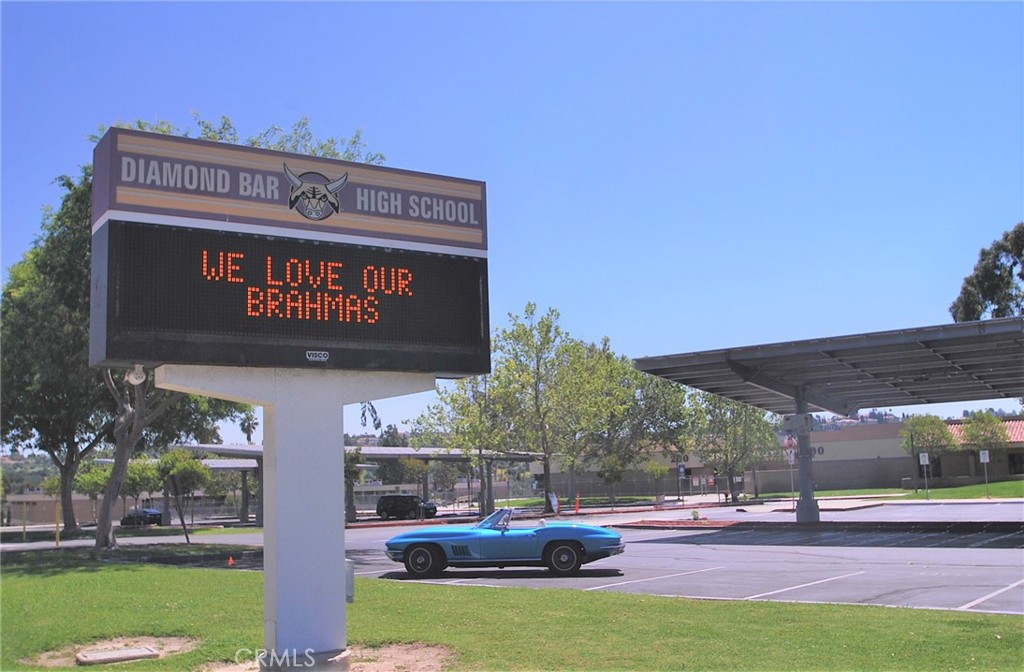 DIAMOND BAR HIGH SCHOOL
WE LOVE OUR
BRAHMAS
VISCO
CRMLS